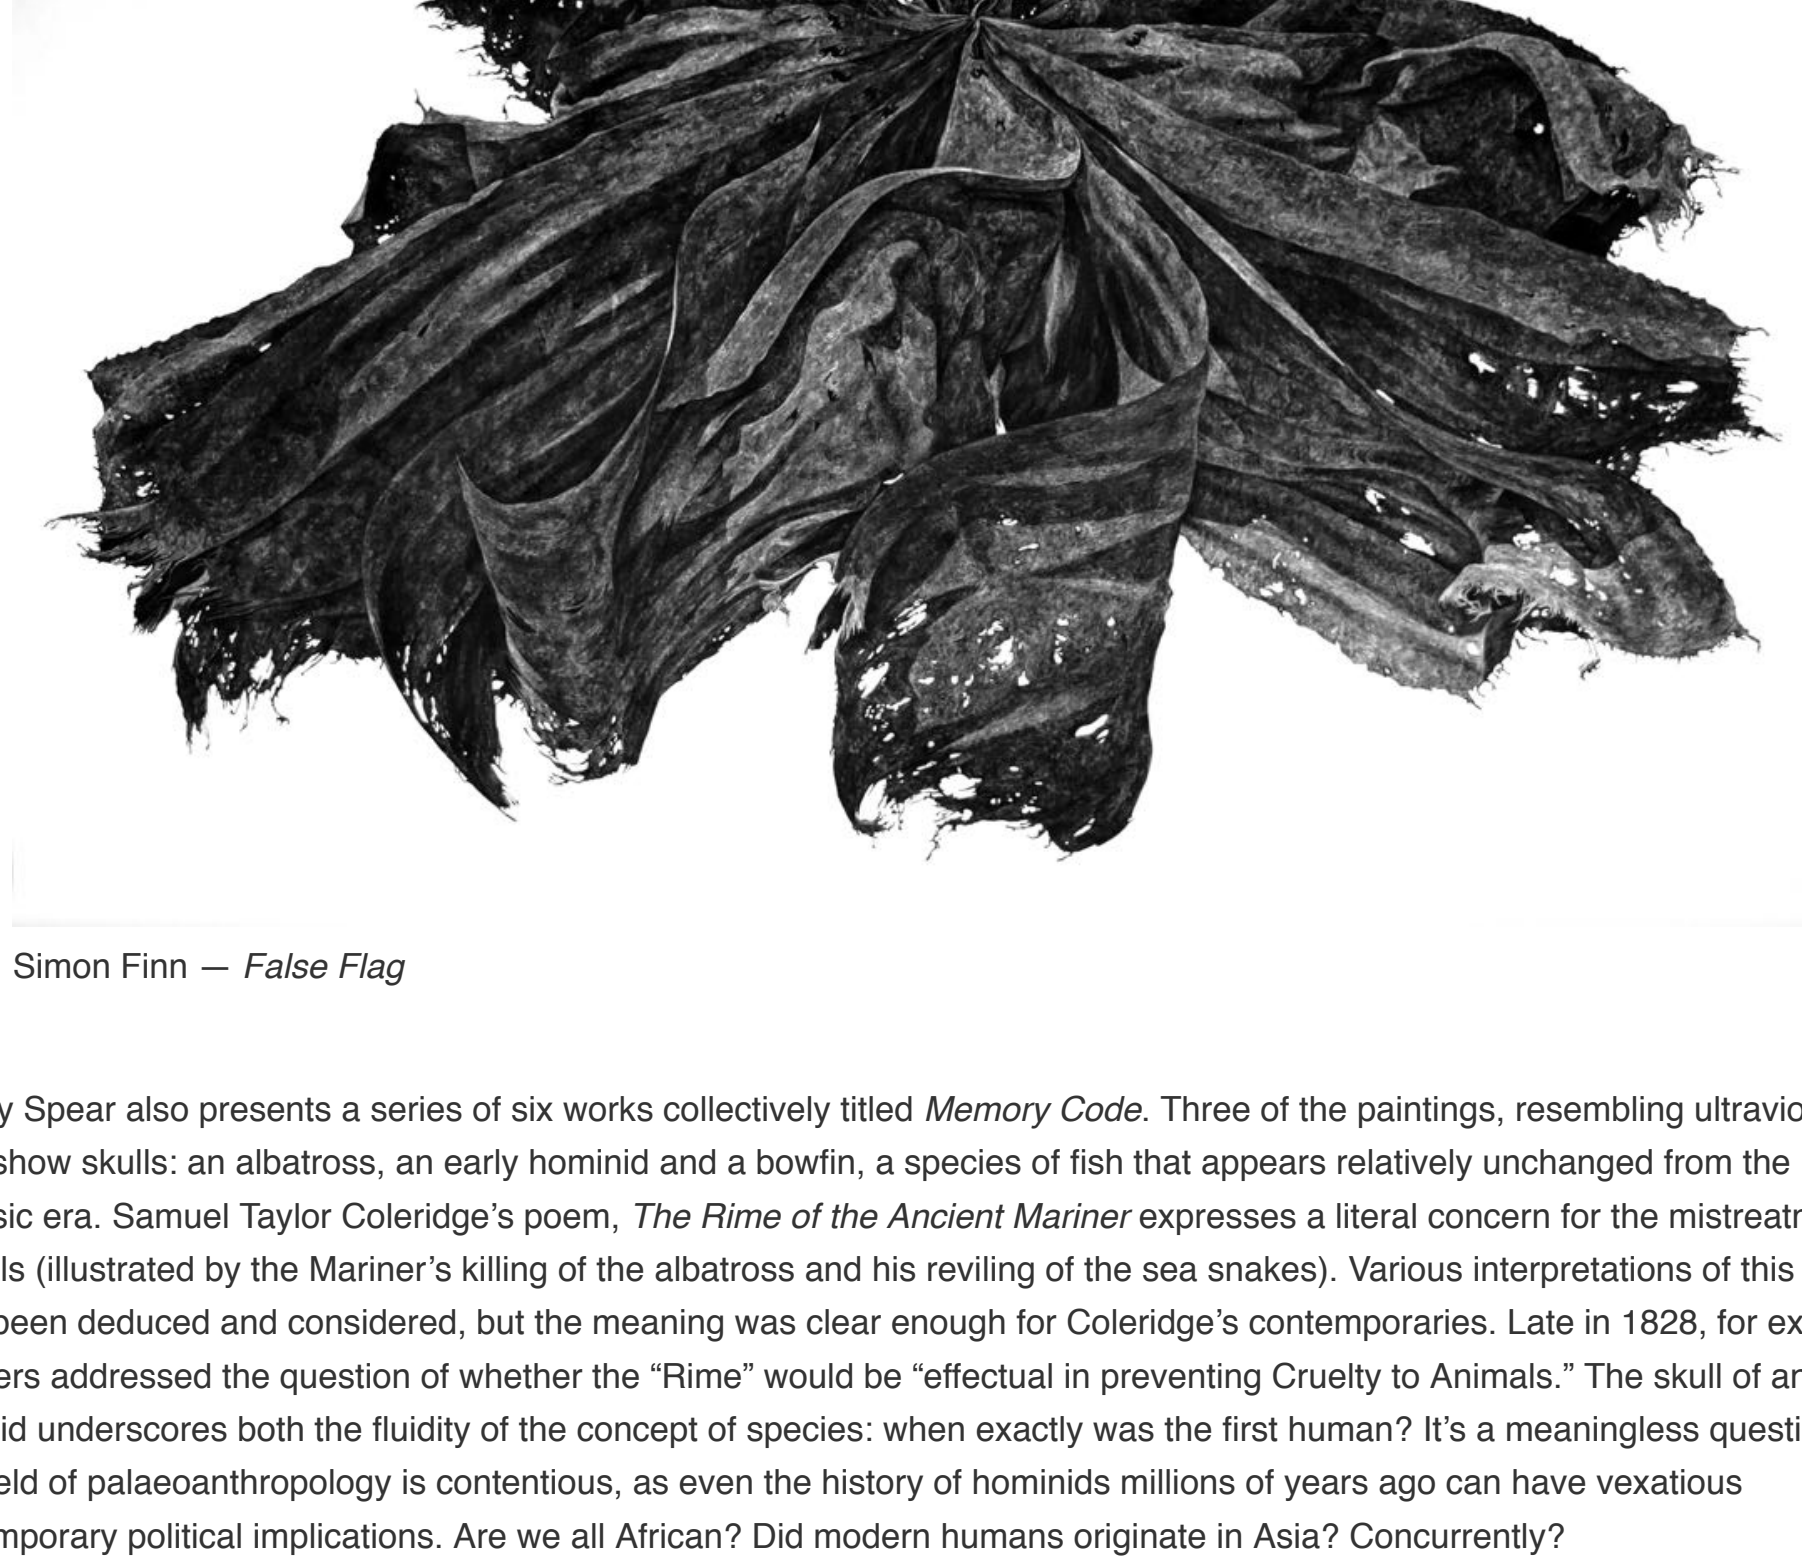 Simon Finn — False Flag
y Spear also presents a series of six works collectively titled Memory Code. Three of the paintings, resembling ultravio
show skulls: an albatross, an early hominid and a bowfin, a species of fish that appears relatively unchanged from the
sic era. Samuel Taylor Coleridge’s poem, The Rime of the Ancient Mariner expresses a literal concern for the mistreatm
ls (illustrated by the Mariner’s killing of the albatross and his reviling of the sea snakes). Various interpretations of this
been deduced and considered, but the meaning was clear enough for Coleridge’s contemporaries. Late in 1828, for ex
ers addressed the question of whether the “Rime” would be “effectual in preventing Cruelty to Animals.” The skull of an
id underscores both the fluidity of the concept of species: when exactly was the first human? It’s a meaningless questi
eld of palaeoanthropology is contentious, as even the history of hominids millions of years ago can have vexatious
mporary political implications. Are we all African? Did modern humans originate in Asia? Concurrently?